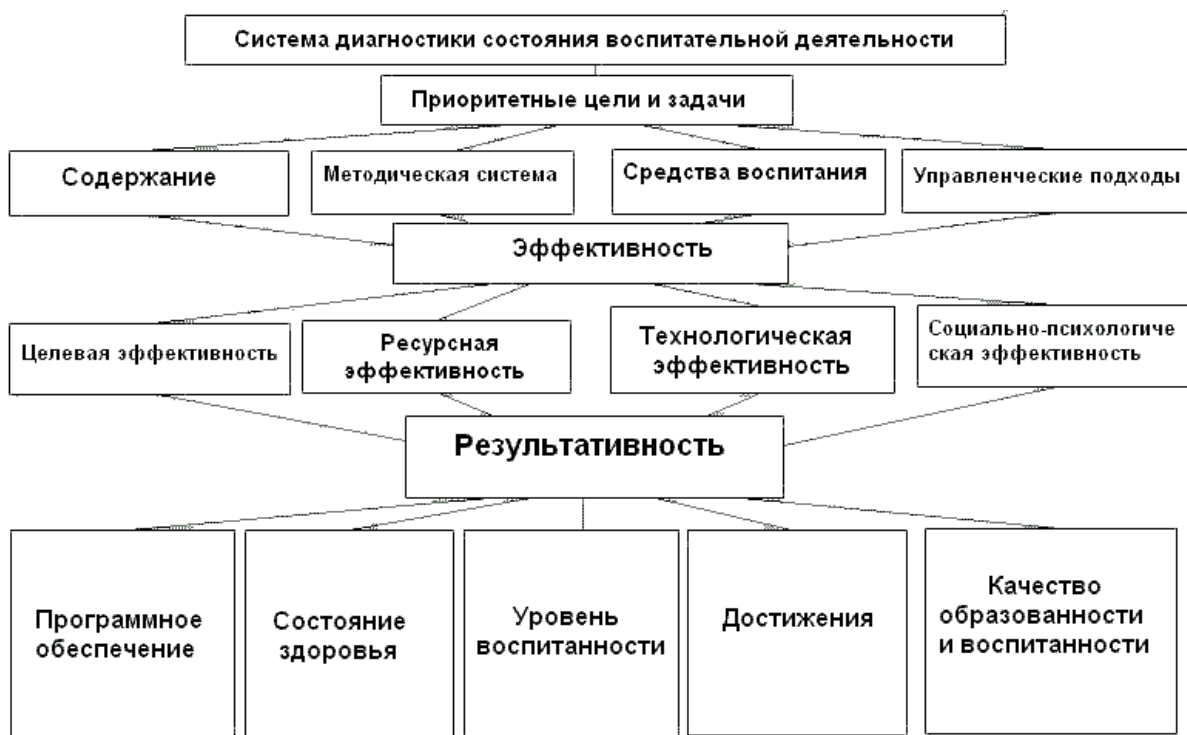 Система диагностики состояния воспитательной деятельности
Приоритетные цели и задачи
Содержание
Методическая система
Средства воспитания
Управленческие подходы
Эффективность
Целевая эффективность
Ресурсная
эффективность
Технологическая
эффективность
Социально-психологиче
ская эффективность
Результативность
Программное
обеспечение
Состояние
здоровья
Уровень
воспитанности
Достижения
Качество
образованности
и воспитанности